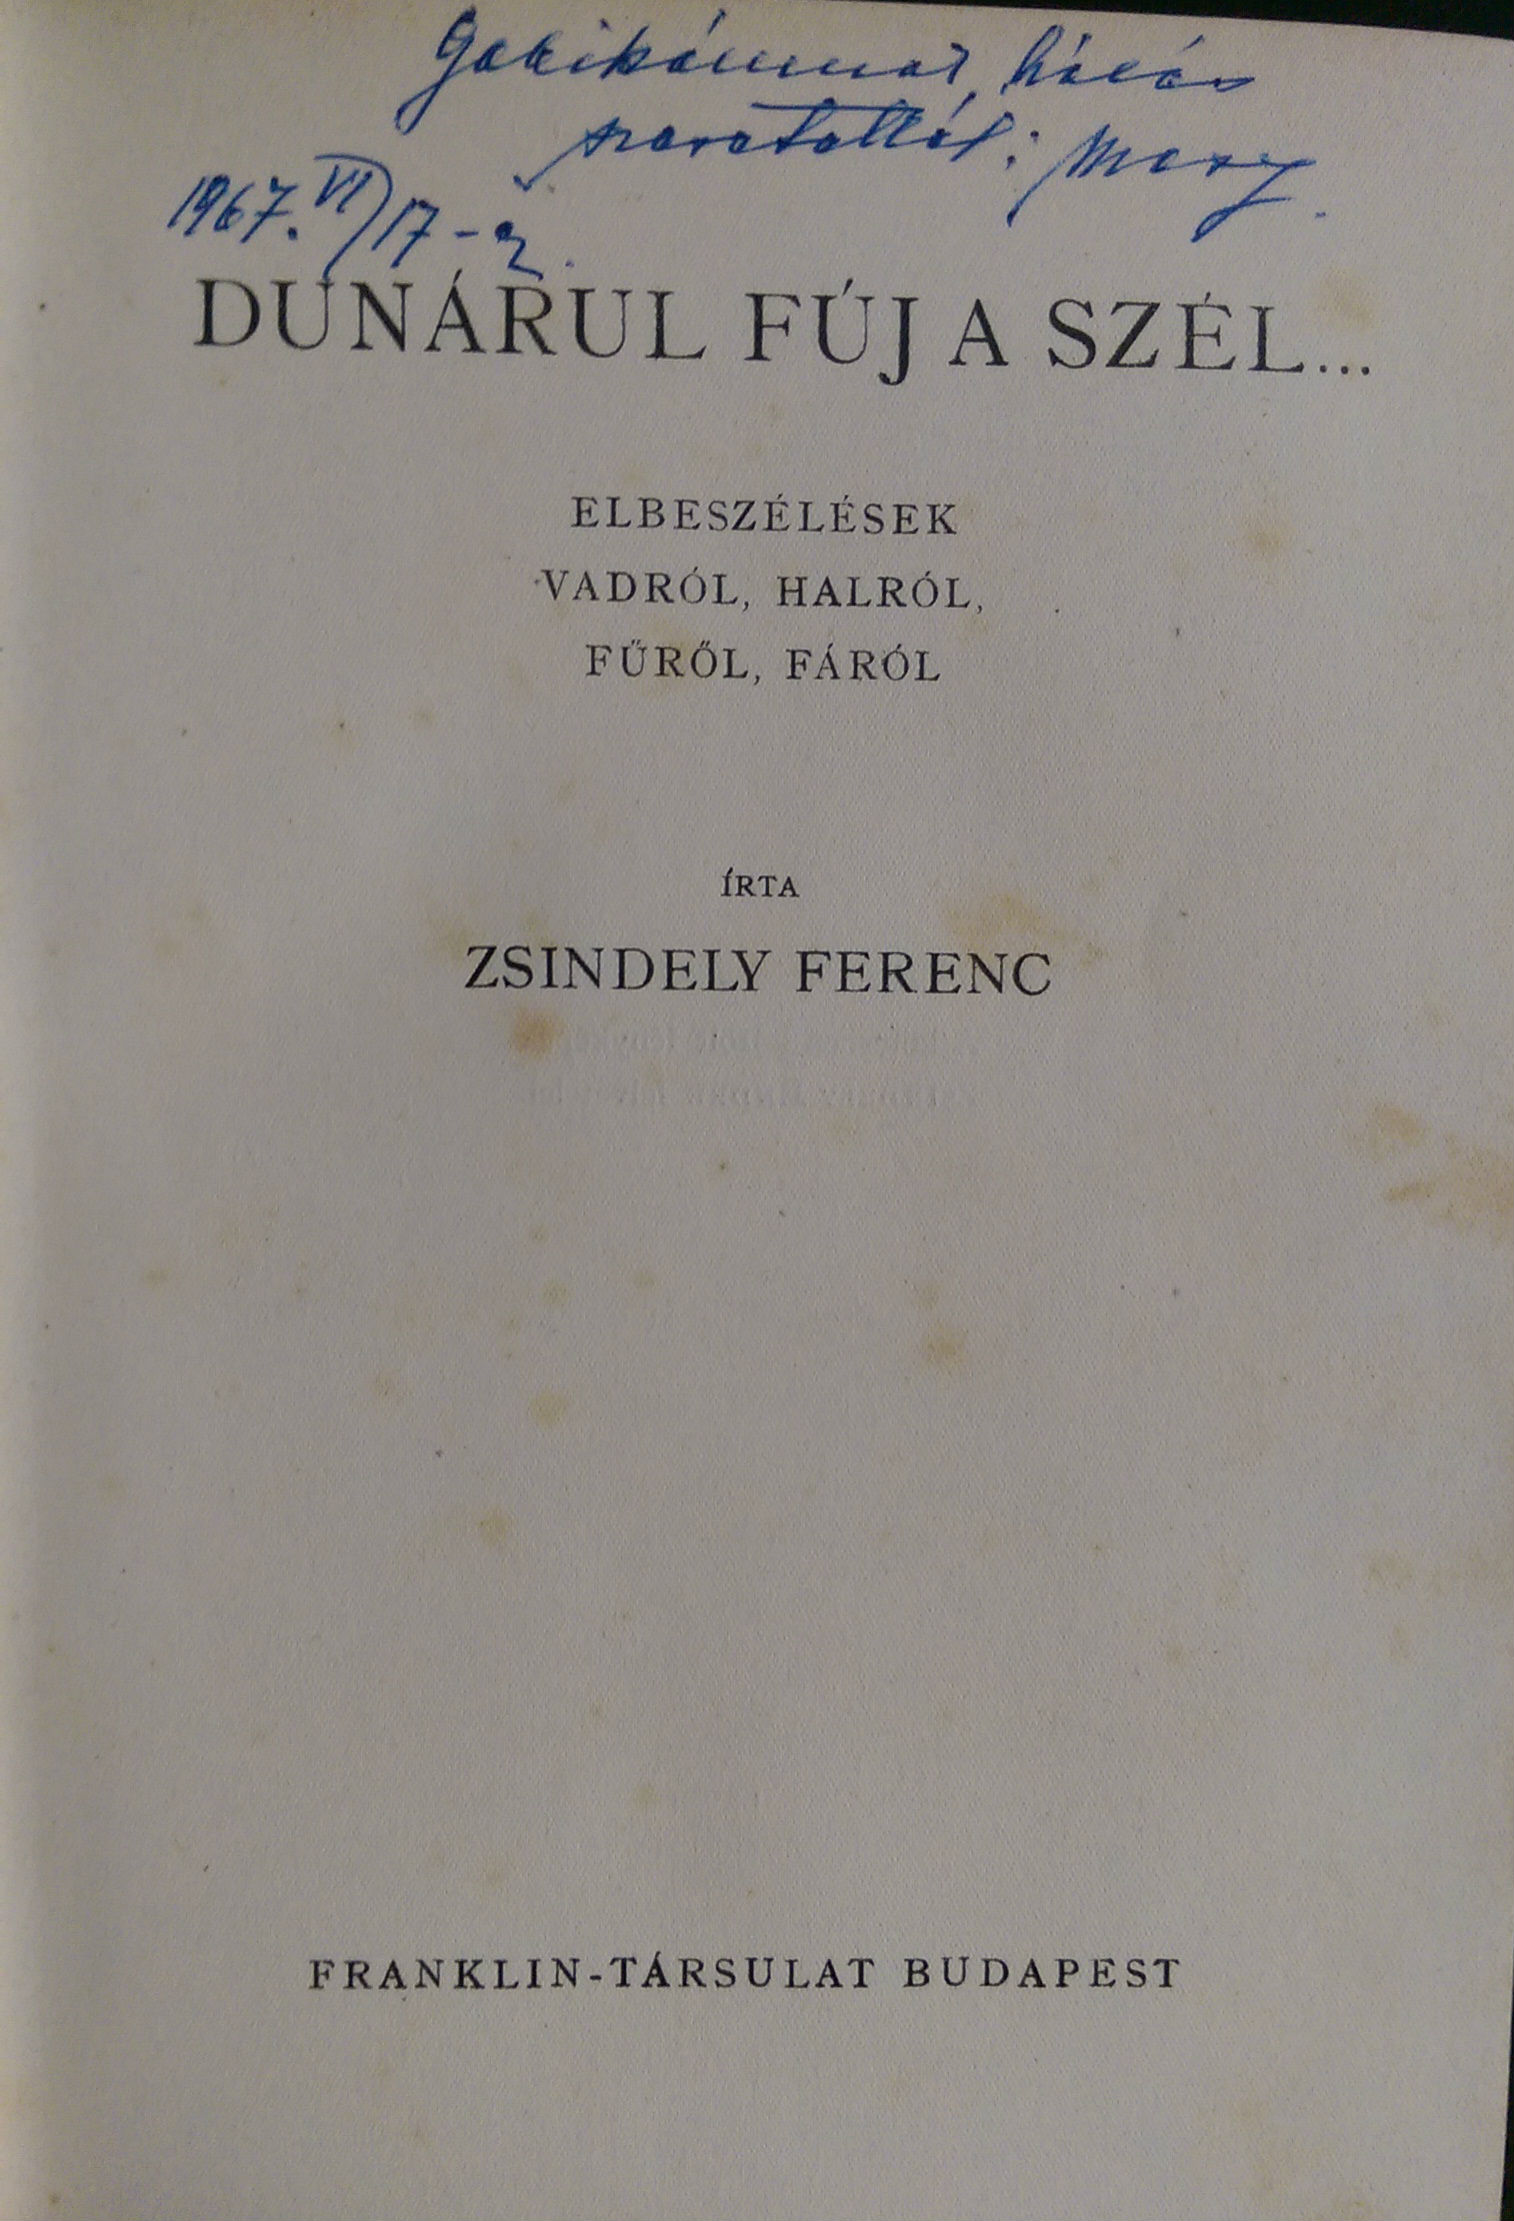 Gabikámnak, hálás
szeretettel: Mary.
1967. VI/17-
DUNÁRUL FÚJ A SZÉL...
ELBESZÉLÉSEK
VADRÓL, HALRÓL,
FŰRŐL, FÁRÓL
ÍRTA
ZSINDELY FERENC
FRANKLIN-TÁRSULAT BUDAPEST